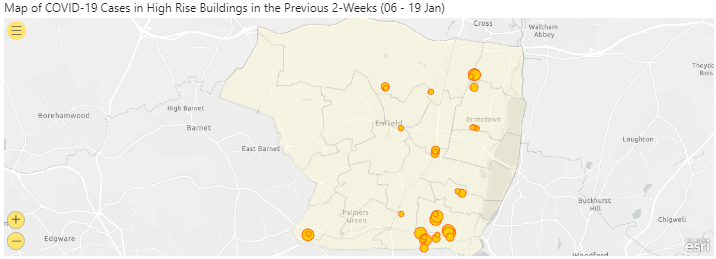 Map of COVID-19 Cases in High Rise Buildings in the Previous 2-Weeks (06 - 19 Jan)
Cross
Waltham
Abbey
Theydo
Bois
High Barnet
Borehamwood
Barnet
Enfield
Brimsdown
Loughton
East Barnet
Buckhurst
Hill
Palmers
Green
Chigwell
Edgware
esri
Woodford